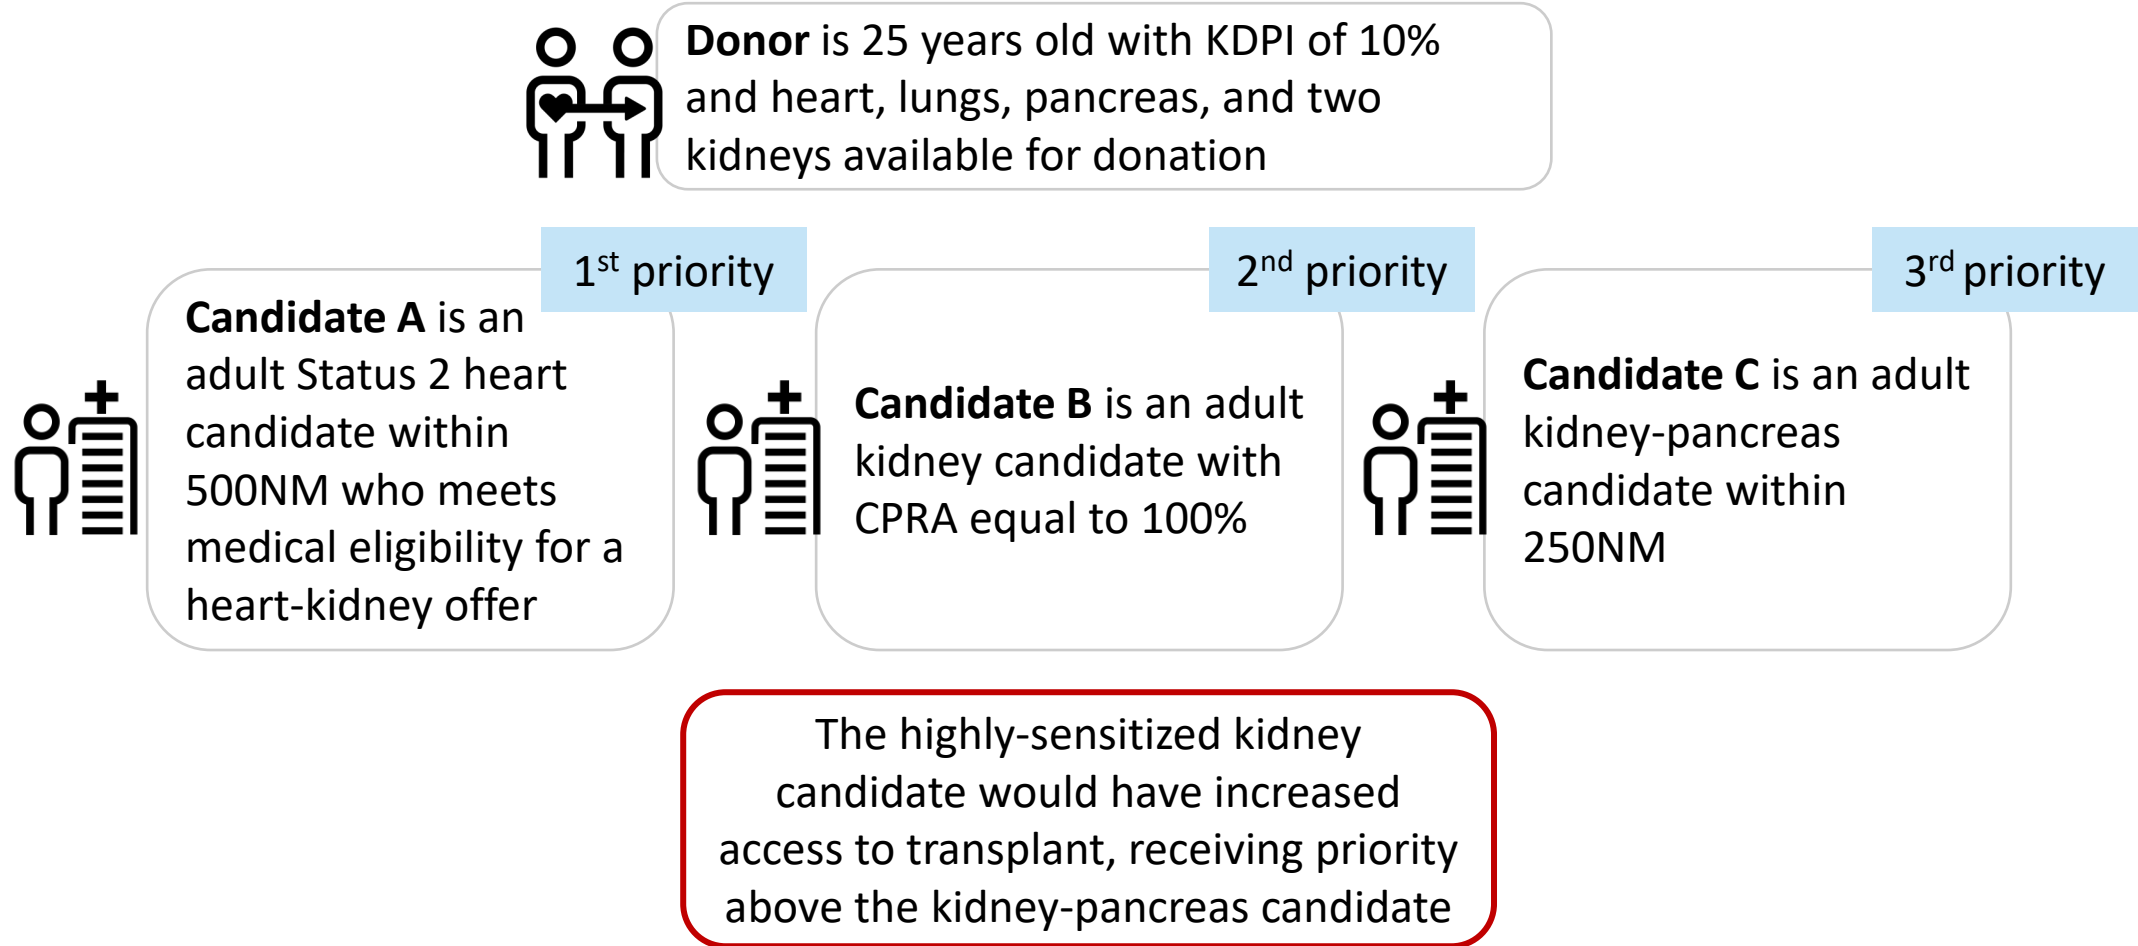 Donor is 25 years old with KDPI of 10%
and heart, lungs, pancreas, and two
kidneys available for donation
1st priority
Candidate A is an
adult Status 2 heart
candidate within
500NM who meets
medical eligibility for a
heart-kidney offer
2nd priority
Candidate B is an adult
kidney candidate with
CPRA equal to 100%
3rd priority
Candidate C is an adult
kidney-pancreas
candidate within
250NM
The highly-sensitized kidney
candidate would have increased
access to transplant, receiving priority
above the kidney-pancreas candidate